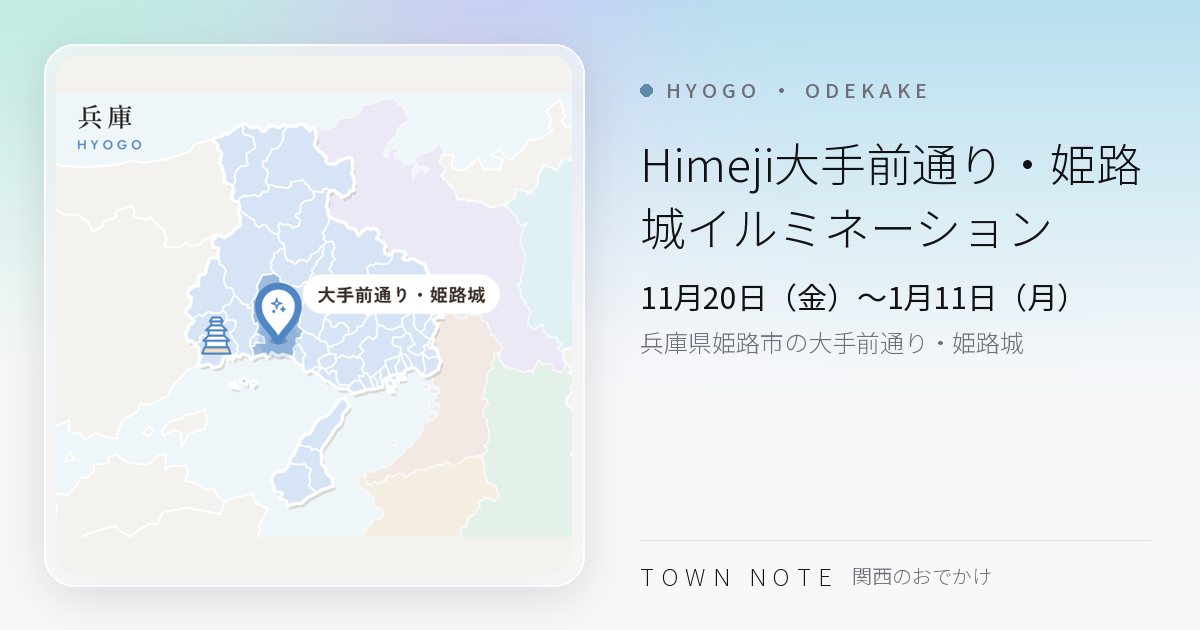 兵庫
HYOGO
大手前通り・姫路城
HYOGO • ODEKAKE
Himeji大手前通り・姫路
城イルミネーション
11月20日（金）〜1月11日（月）
兵庫県姫路市の大手前通り・姫路城
TOWN NOTE 関西のおでかけ